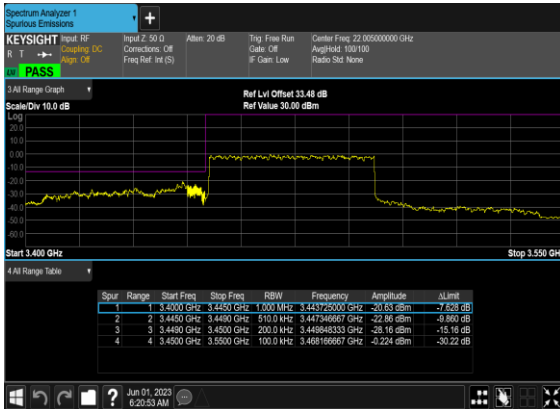 Spectrum Analyzer 1
Spurious Emissions
+
KEYSIGHT Input: RF Input Z: 50 Ω Atten: 20 dB Trig: Free Run Center Freq: 22.005000000 GHz
R T Coupling: DC Corrections: Off Gate: Off Avg|Hold: 100/100
Align: Off Freq Ref: Int (S) IF Gain: Low Radio Std: None
PASS
3 All Range Graph
Ref Lvl Offset 33.48 dB
Scale/Div 10.0 dB Ref Value 30.00 dBm
Log
20.0
10.0
0.00
-10.0
-20.0
-30.0
-40.0
-50.0
-60.0
Start 3.400 GHz Stop 3.550 GH
4 All Range Table
Spur Range Start Freq Stop Freq RBW Frequency Amplitude ΔLimit
1 1 3.4000 GHz 3.4450 GHz 1.000 MHz 3.443725000 GHz -20.63 dBm -7.628 dB
2 2 3.4450 GHz 3.4490 GHz 510.0 kHz 3.447346667 GHz -22.86 dBm -9.860 dB
3 3 3.4490 GHz 3.4500 GHz 200.0 kHz 3.449848333 GHz -28.16 dBm -15.16 dB
4 4 3.4500 GHz 3.5500 GHz 100.0 kHz 3.468166667 GHz -0.224 dBm -30.22 dB
? Jun 01, 2023
6:20:53 AM